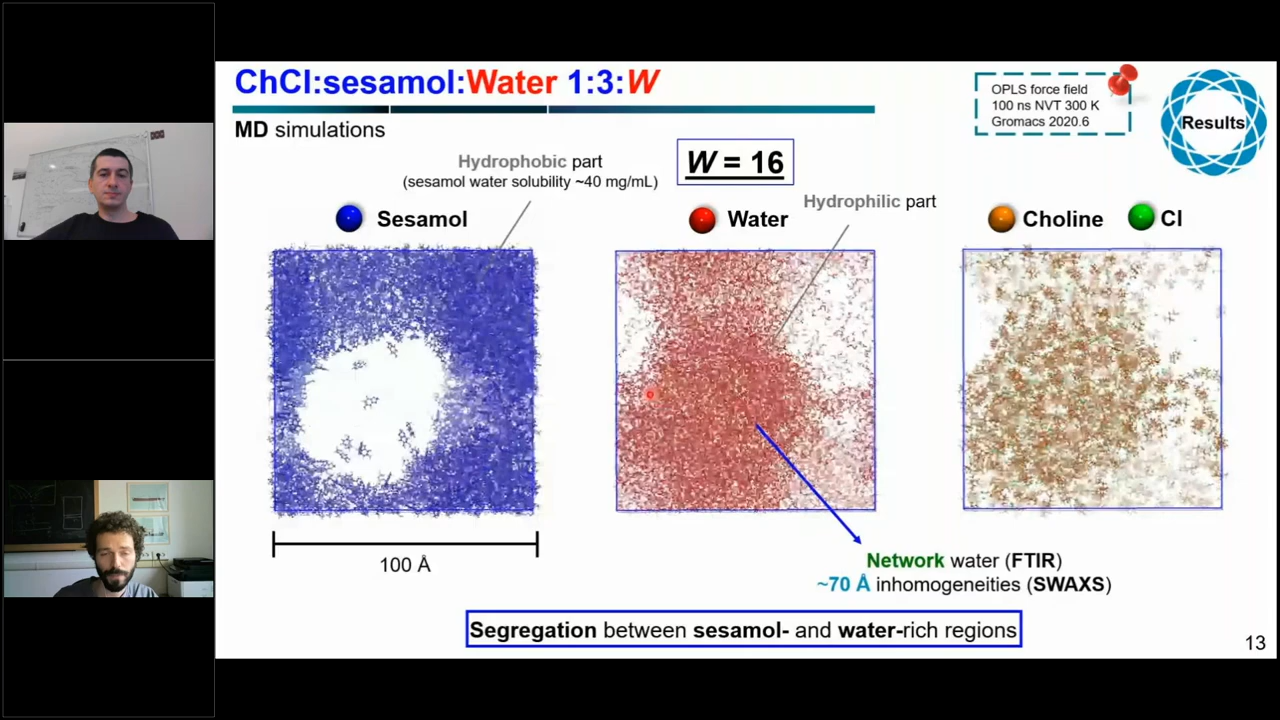 ChCl:sesamol:Water 1:3:W
MD simulations
OPLS force field
100 ns NVT 300 K
Gromacs 2020.6
Results
W = 16
Hydrophobic part
(sesamol water solubility ~40 mg/mL)
Hydrophilic part
Sesamol
Water
Choline
Cl
100 Å
Network water (FTIR)
~70 Å inhomogeneities (SWAXS)
Segregation between sesamol- and water-rich regions
13